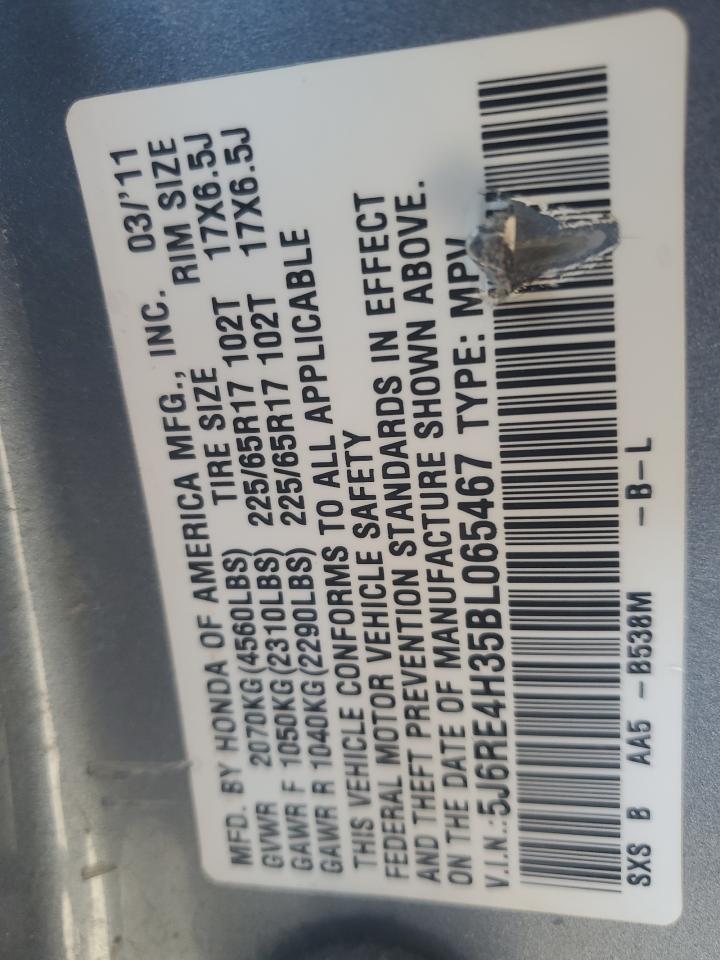 MFD. BY HONDA OF AMERICA MFG., INC. 03/'11
TIRE SIZE RIM SIZE
GVWR 2070KG(4560LBS)
GAWR F 1050KG(2310LBS) 225/65R17 102T 17X6.5J
GAWR R 1040KG(2290LBS) 225/65R17 102T 17X6.5J
THIS VEHICLE CONFORMS TO ALL APPLICABLE
FEDERAL MOTOR VEHICLE SAFETY
AND THEFT PREVENTION STANDARDS IN EFFECT
ON THE DATE OF MANUFACTURE SHOWN ABOVE.
V.I.N.:5J6RE4H35BL065467 TYPE: MPV
SXS B AA5 -B538M -B-L